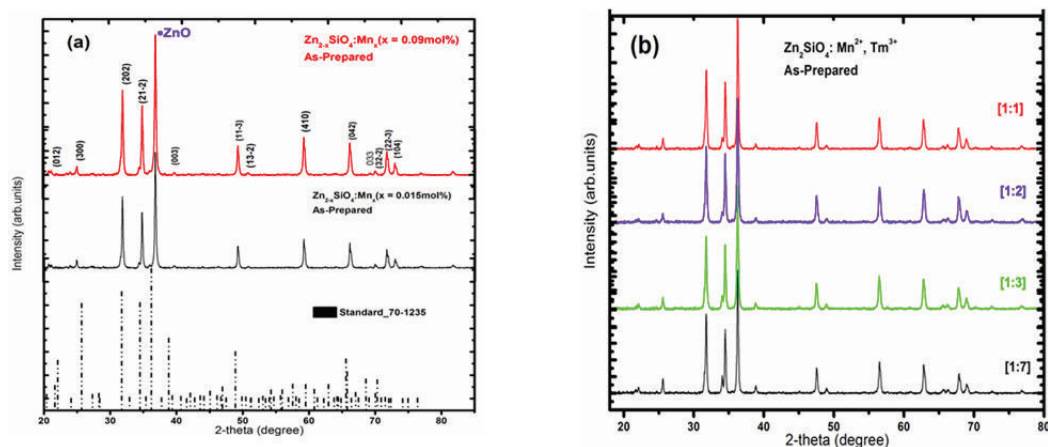 (a)
•ZnO
Zn2-xSiO4:Mnx(x = 0.09mol%)
As-Prepared
(012)
(300)
(202)
(21-2)
(003)
(11-3)
(13-2)
(410)
(042)
033
(32-2)
(22-3)
(104)
Zn2-xSiO4:Mnx(x = 0.015mol%)
As-Prepared
Standard_70-1235
Intensity (arb.units)
20 30 40 50 60 70 80
2-theta (degree)
(b)
Zn2SiO4: Mn2+, Tm3+
As-Prepared
[1:1]
[1:2]
[1:3]
[1:7]
Intensity (arb.units)
20 30 40 50 60 70 80
2-theta (degree)